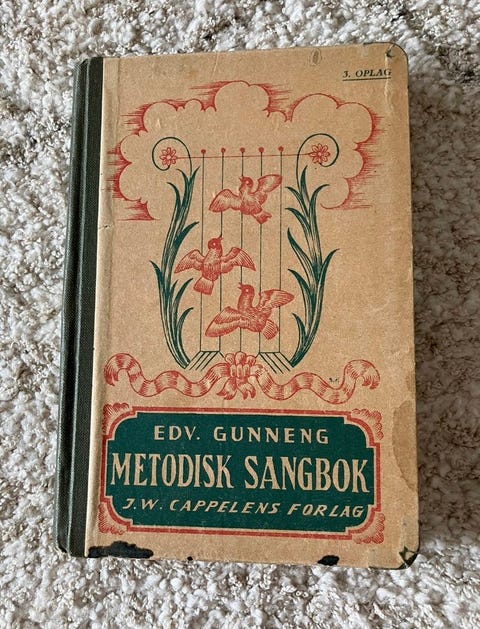 3. OPLAG
EDV. GUNNENG
METODISK SANGBOK
J.W. CAPPELENS FORLAG